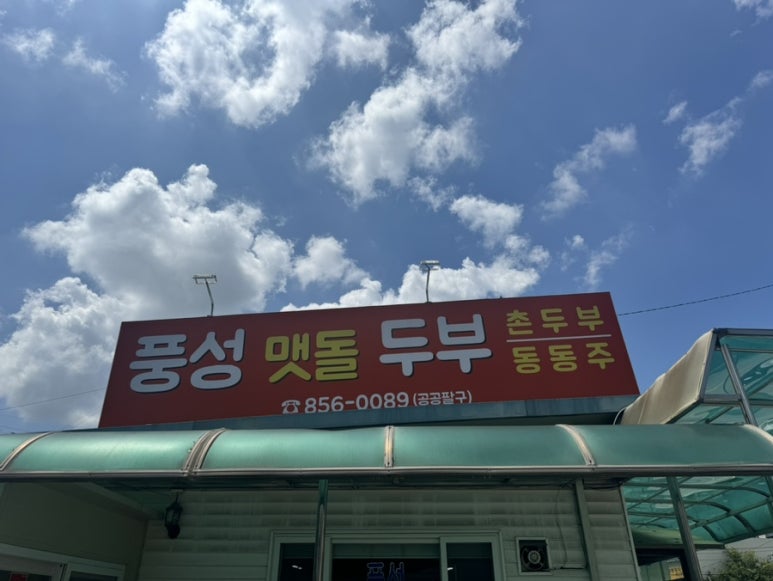 풍성 맷돌 두부
촌두부
동동주
☎856-0089(공공팔구)